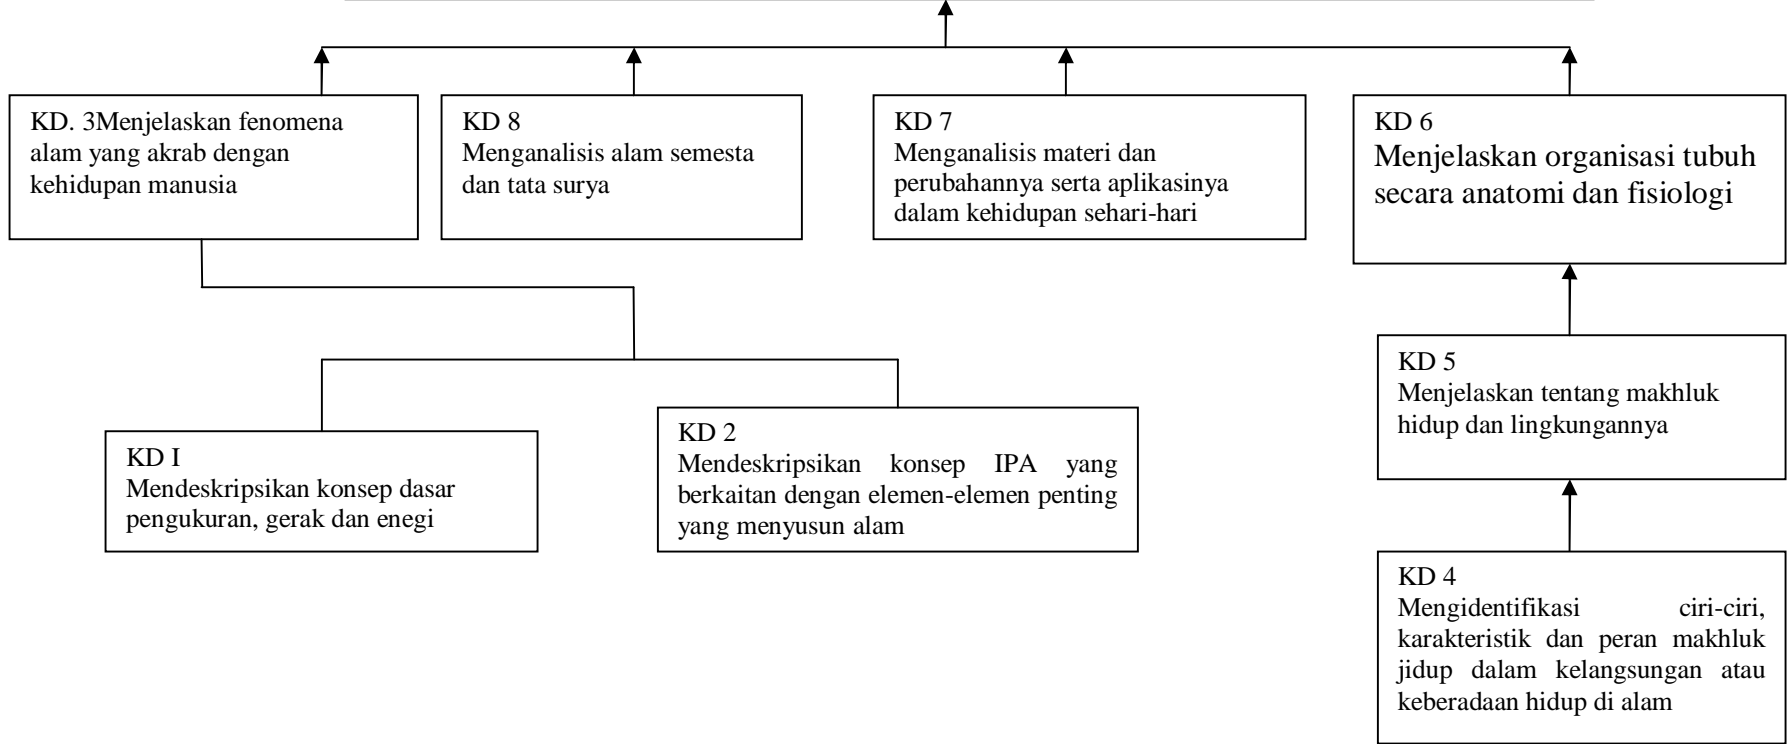 KD. 3Menjelaskan fenomena
alam yang akrab dengan
kehidupan manusia
KD 8
Menganalisis alam semesta
dan tata surya
KD 7
Menganalisis materi dan
perubahannya serta aplikasinya
dalam kehidupan sehari-hari
KD 6
Menjelaskan organisasi tubuh
secara anatomi dan fisiologi
KD 5
Menjelaskan tentang makhluk
hidup dan lingkungannya
KD I
Mendeskripsikan konsep dasar
pengukuran, gerak dan enegi
KD 2
Mendeskripsikan konsep IPA yang
berkaitan dengan elemen-elemen penting
yang menyusun alam
KD 4
Mengidentifikasi ciri-ciri,
karakteristik dan peran makhluk
jidup dalam kelangsungan atau
keberadaan hidup di alam